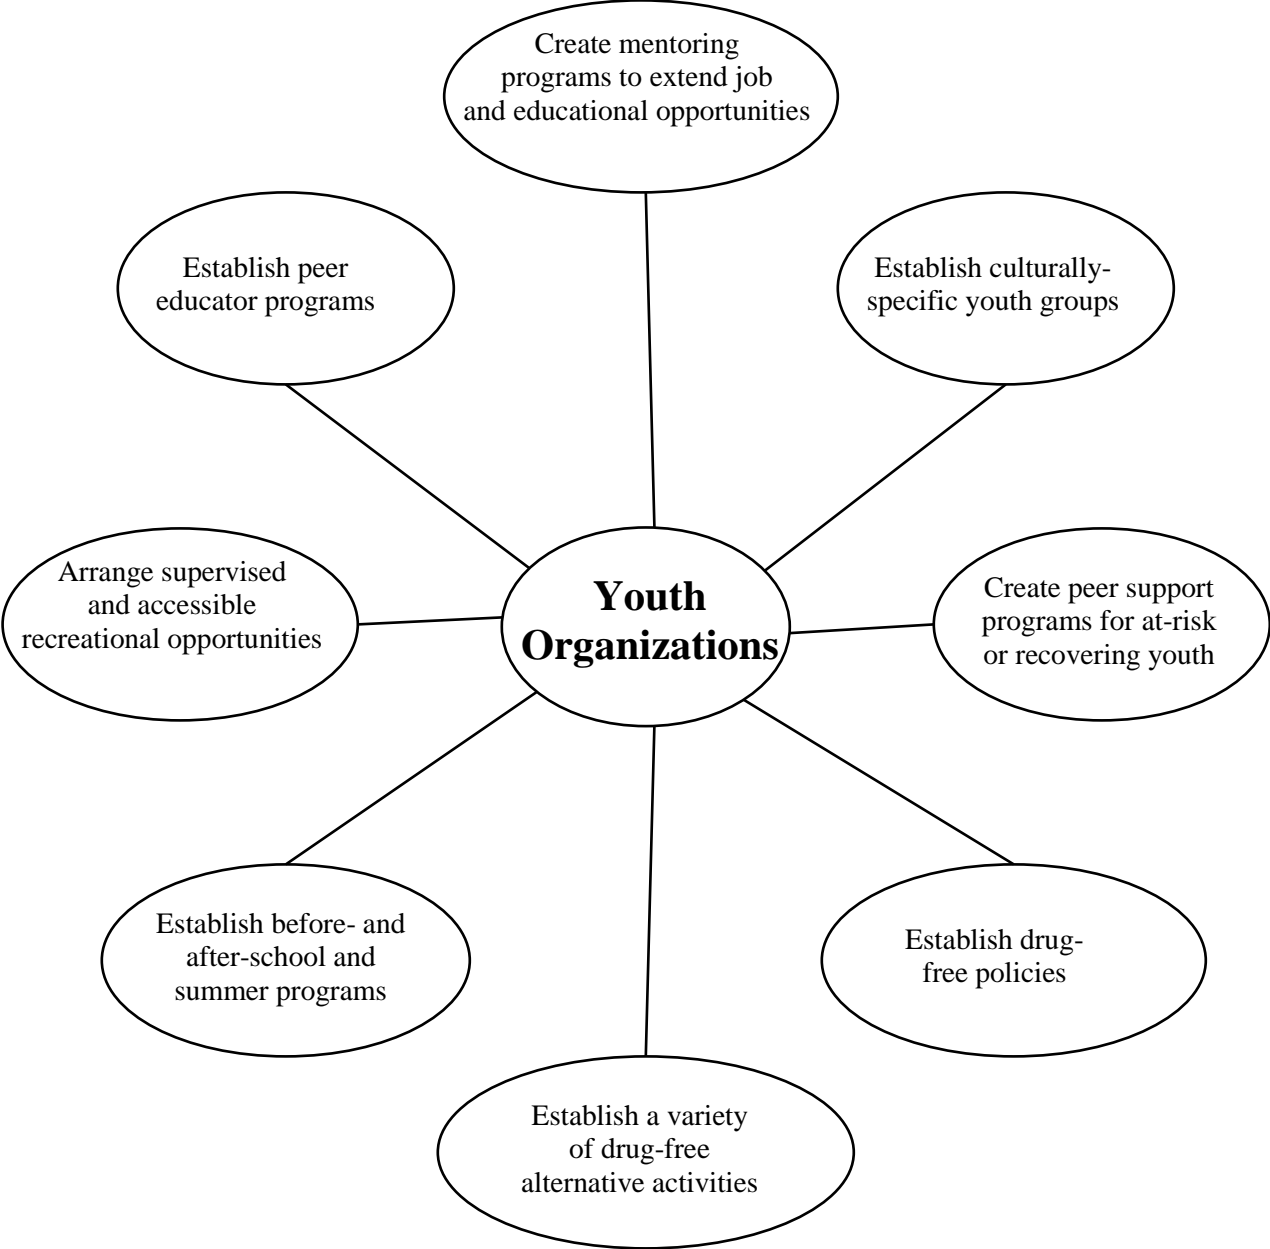 Create mentoring
programs to extend job
and educational opportunities
Establish peer
educator programs
Establish culturally-
specific youth groups
Arrange supervised
and accessible
recreational opportunities
Youth
Organizations
Create peer support
programs for at-risk
or recovering youth
Establish before- and
after-school and
summer programs
Establish drug-
free policies
Establish a variety
of drug-free
alternative activities